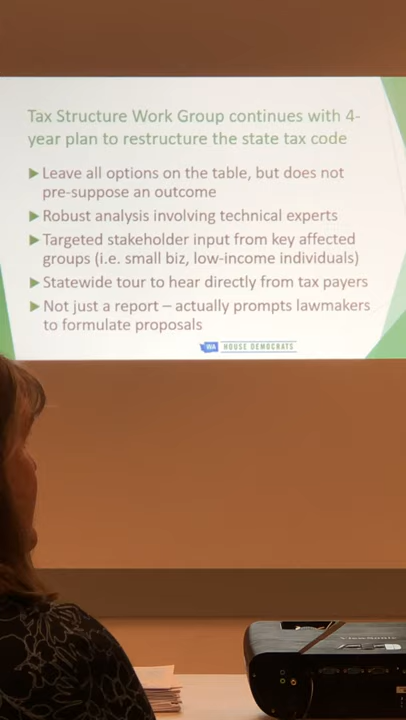 Tax Structure Work Group continues with 4-
year plan to restructure the state tax code
Leave all options on the table, but does not
pre-suppose an outcome
Robust analysis involving technical experts
Targeted stakeholder input from key affected
groups (i.e. small biz, low-income individuals)
Statewide tour to hear directly from tax payers
Not just a report – actually prompts lawmakers
to formulate proposals
WA HOUSE DEMOCRATS
ViewSonic